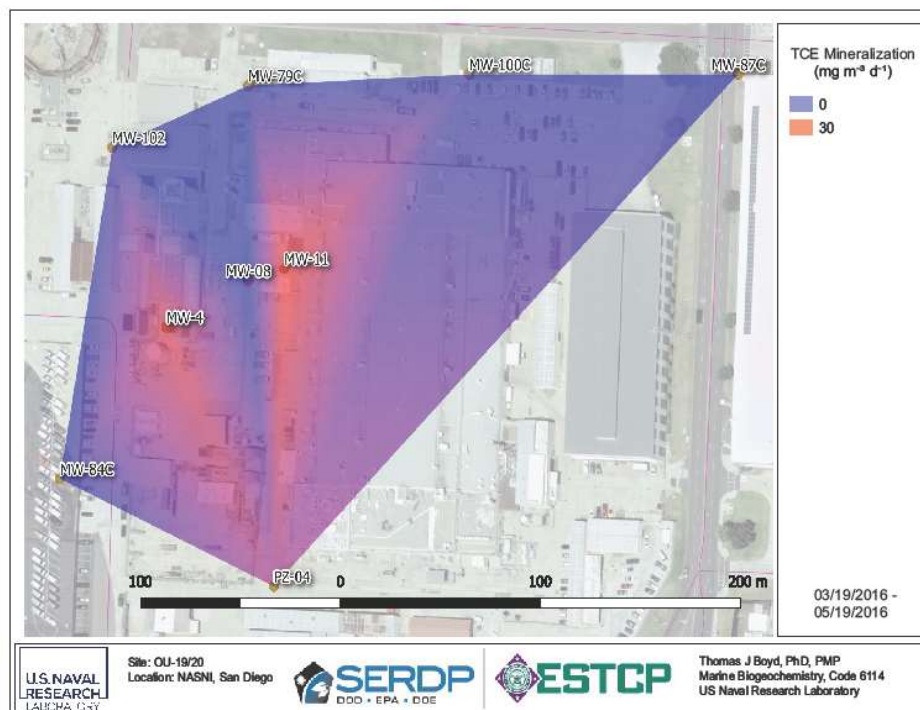 TCE Mineralization
(mg m⁻³ d⁻¹)
0
30
MW-79C
MW-100C
MW-87C
MW-102
MW-08
MW-11
MW-4
MW-84C
PZ-04
100 0 100 200 m
03/19/2016 -
05/19/2016
U.S. NAVAL
RESEARCH
LABORATORY
Site: OU-19/20
Location: NASNI, San Diego
SERDP
DOD • EPA • DOE
ESTCP
Thomas J Boyd, PhD, PMP
Marine Biogeochemistry, Code 6114
US Naval Research Laboratory